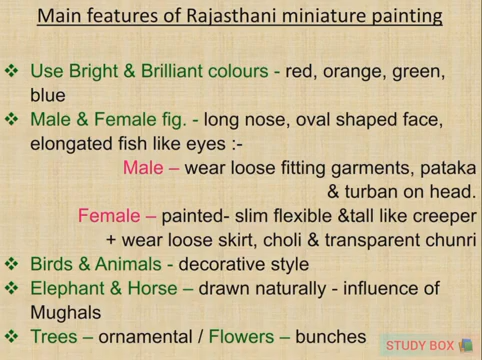 Main features of Rajasthani miniature painting
❖ Use Bright & Brilliant colours - red, orange, green,
blue
❖ Male & Female fig. - long nose, oval shaped face,
elongated fish like eyes :-
Male – wear loose fitting garments, pataka
& turban on head.
Female – painted- slim flexible &tall like creeper
+ wear loose skirt, choli & transparent chunri
❖ Birds & Animals - decorative style
❖ Elephant & Horse – drawn naturally - influence of
Mughals
❖ Trees – ornamental / Flowers – bunches
STUDY BOX